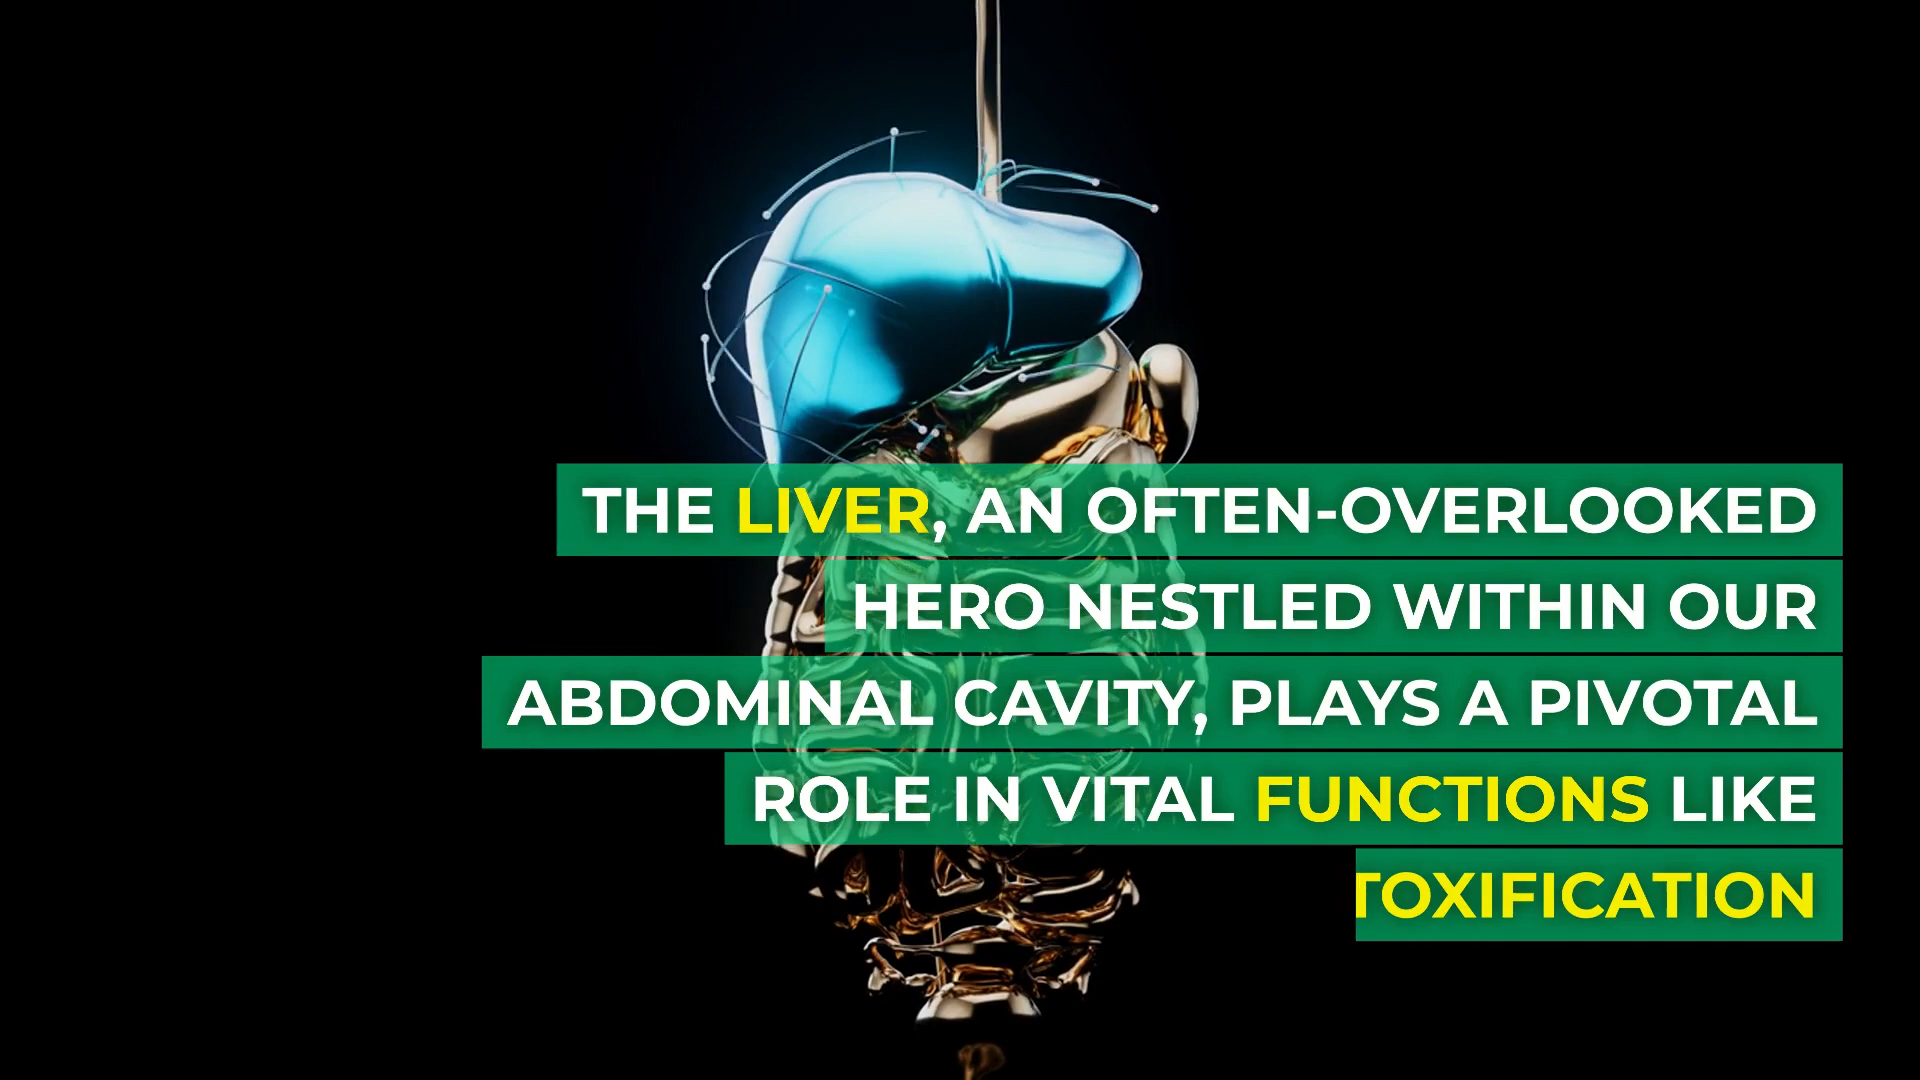 THE LIVER, AN OFTEN-OVERLOOKED
HERO NESTLED WITHIN OUR
ABDOMINAL CAVITY, PLAYS A PIVOTAL
ROLE IN VITAL FUNCTIONS LIKE
TOXIFICATION